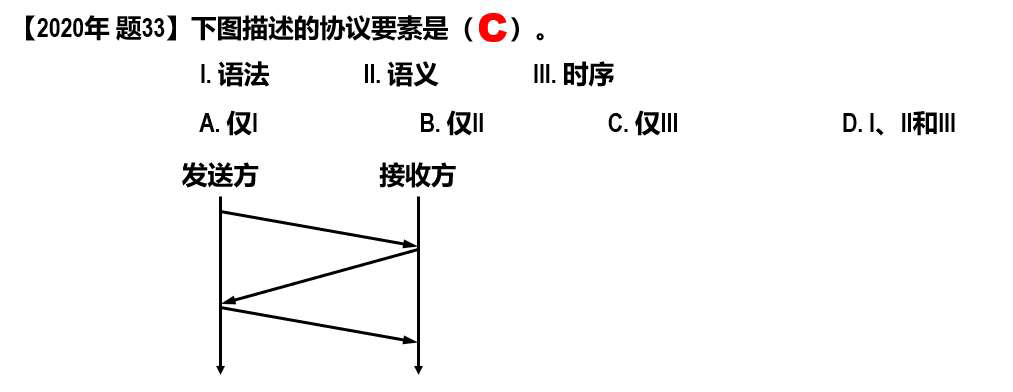 【2020年 题33】下图描述的协议要素是（C）。
I. 语法 II. 语义 III. 时序
A. 仅I B. 仅II C. 仅III D. I、II和III
发送方 接收方